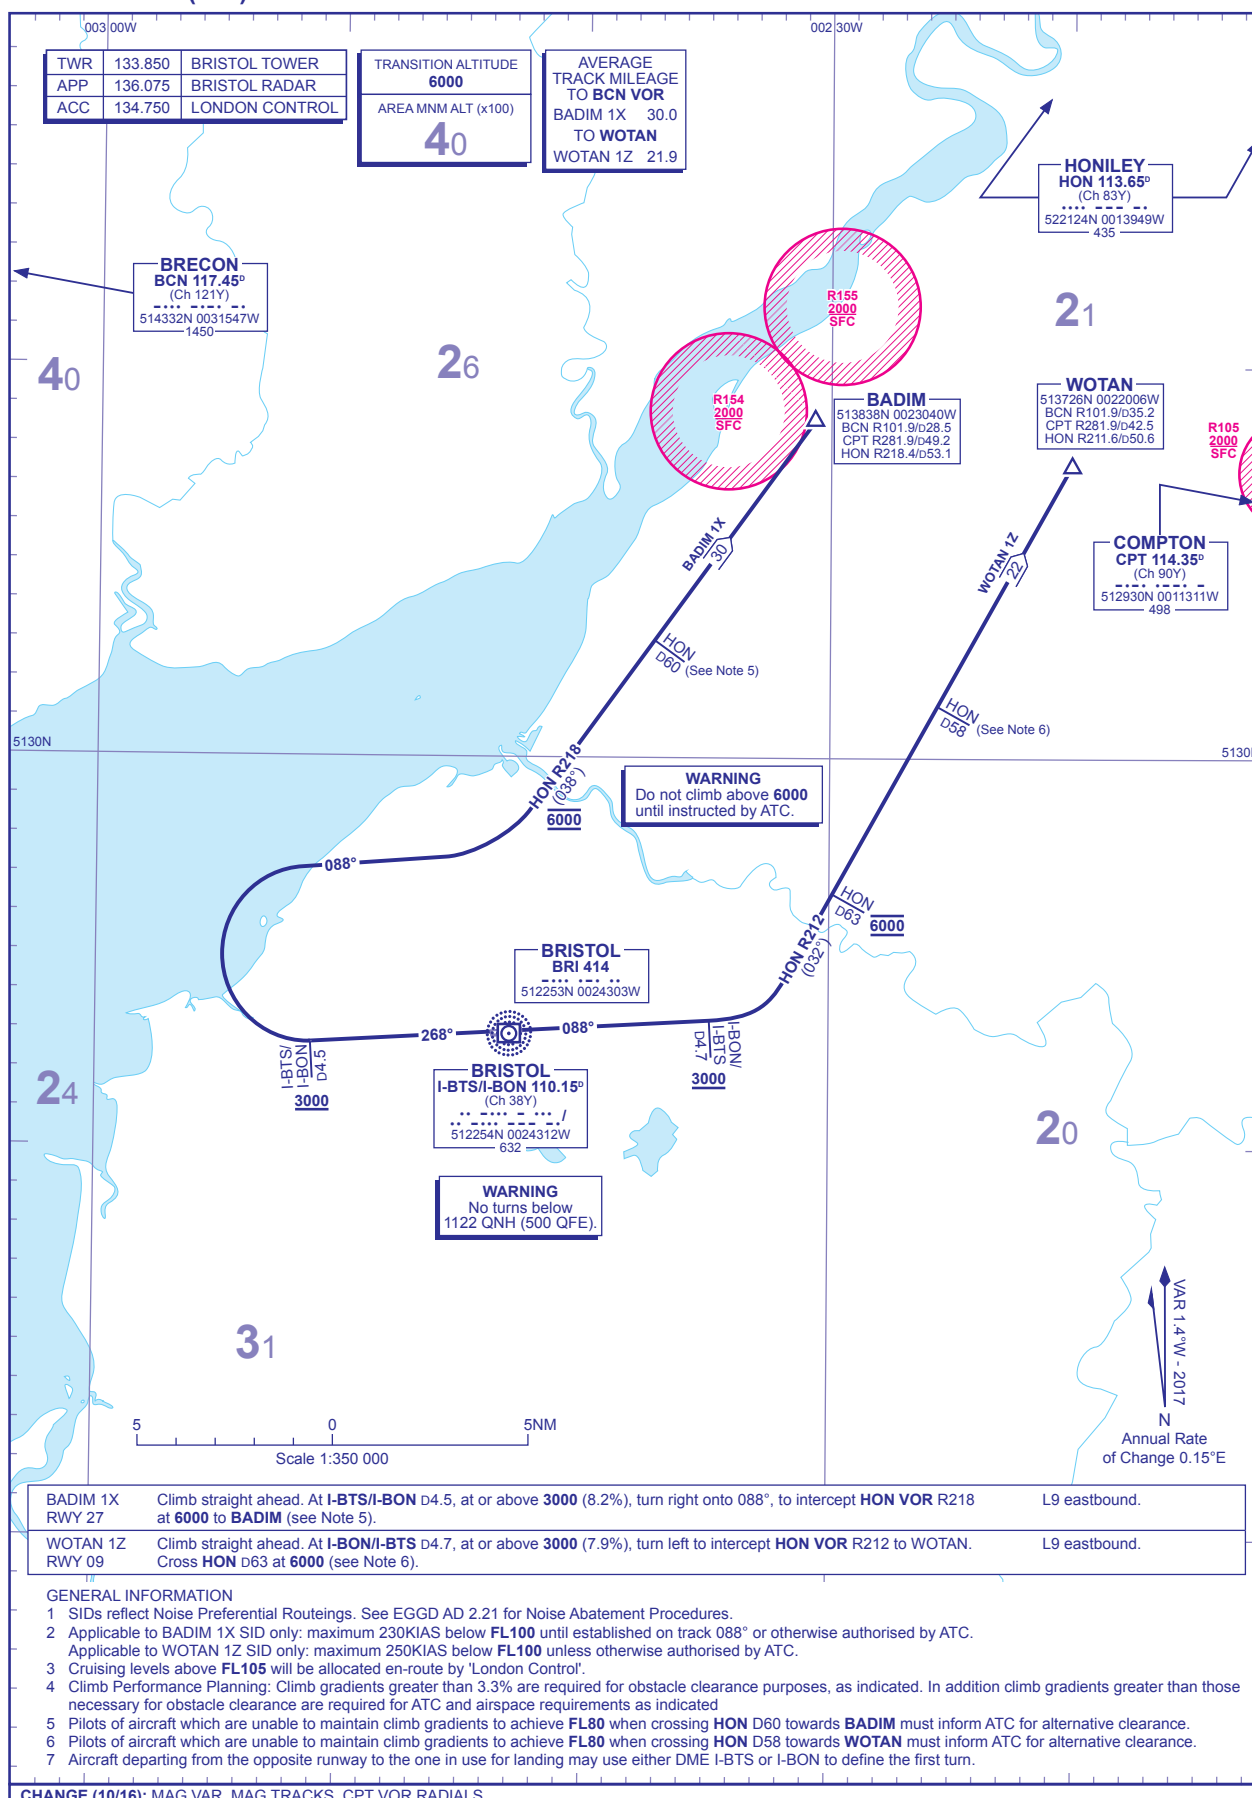 003 00W
002 30W
TWR 133.850 BRISTOL TOWER
APP 136.075 BRISTOL RADAR
ACC 134.750 LONDON CONTROL
TRANSITION ALTITUDE
6000
AREA MNM ALT (x100)
40
AVERAGE
TRACK MILEAGE
TO BCN VOR
BADIM 1X 30.0
TO WOTAN
WOTAN 1Z 21.9
HONILEY
HON 113.65D
(Ch 83Y)
522124N 0013949W
435
BRECON
BCN 117.45D
(Ch 121Y)
514332N 0031547W
1450
R155
2000
SFC
21
40
26
R154
2000
SFC
BADIM
513838N 0023040W
BCN R101.9/D28.5
CPT R281.9/D49.2
HON R218.4/D53.1
WOTAN
513726N 0022006W
BCN R101.9/D35.2
CPT R281.9/D42.5
HON R211.6/D50.6
R105
2000
SFC
COMPTON
CPT 114.35D
(Ch 90Y)
512930N 0011311W
498
BADIM 1X
30
WOTAN 1Z
22
HON
D60 (See Note 5)
HON
D58 (See Note 6)
5130N
5130N
HON R218
(038°)
6000
WARNING
Do not climb above 6000
until instructed by ATC.
088°
HON
D63
6000
HON R212
(032°)
BRISTOL
BRI 414
512253N 0024303W
268°
088°
I-BTS/
I-BON
D4.5
3000
I-BON/
I-BTS
D4.7
3000
BRISTOL
I-BTS/I-BON 110.15D
(Ch 38Y)
512254N 0024312W
632
24
20
WARNING
No turns below
1122 QNH (500 QFE).
31
VAR 1.4°W - 2017
N
Annual Rate
of Change 0.15°E
5 0 5NM
Scale 1:350 000
BADIM 1X Climb straight ahead. At I-BTS/I-BON D4.5, at or above 3000 (8.2%), turn right onto 088°, to intercept HON VOR R218 L9 eastbound.
RWY 27 at 6000 to BADIM (see Note 5).
WOTAN 1Z Climb straight ahead. At I-BON/I-BTS D4.7, at or above 3000 (7.9%), turn left to intercept HON VOR R212 to WOTAN. L9 eastbound.
RWY 09 Cross HON D63 at 6000 (see Note 6).
GENERAL INFORMATION
1 SIDs reflect Noise Preferential Routeings. See EGGD AD 2.21 for Noise Abatement Procedures.
2 Applicable to BADIM 1X SID only: maximum 230KIAS below FL100 until established on track 088° or otherwise authorised by ATC.
Applicable to WOTAN 1Z SID only: maximum 250KIAS below FL100 unless otherwise authorised by ATC.
3 Cruising levels above FL105 will be allocated en-route by 'London Control'.
4 Climb Performance Planning: Climb gradients greater than 3.3% are required for obstacle clearance purposes, as indicated. In addition climb gradients greater than those
necessary for obstacle clearance are required for ATC and airspace requirements as indicated
5 Pilots of aircraft which are unable to maintain climb gradients to achieve FL80 when crossing HON D60 towards BADIM must inform ATC for alternative clearance.
6 Pilots of aircraft which are unable to maintain climb gradients to achieve FL80 when crossing HON D58 towards WOTAN must inform ATC for alternative clearance.
7 Aircraft departing from the opposite runway to the one in use for landing may use either DME I-BTS or I-BON to define the first turn.
CHANGE (10/16): MAG VAR. MAG TRACKS. CPT VOR RADIALS.